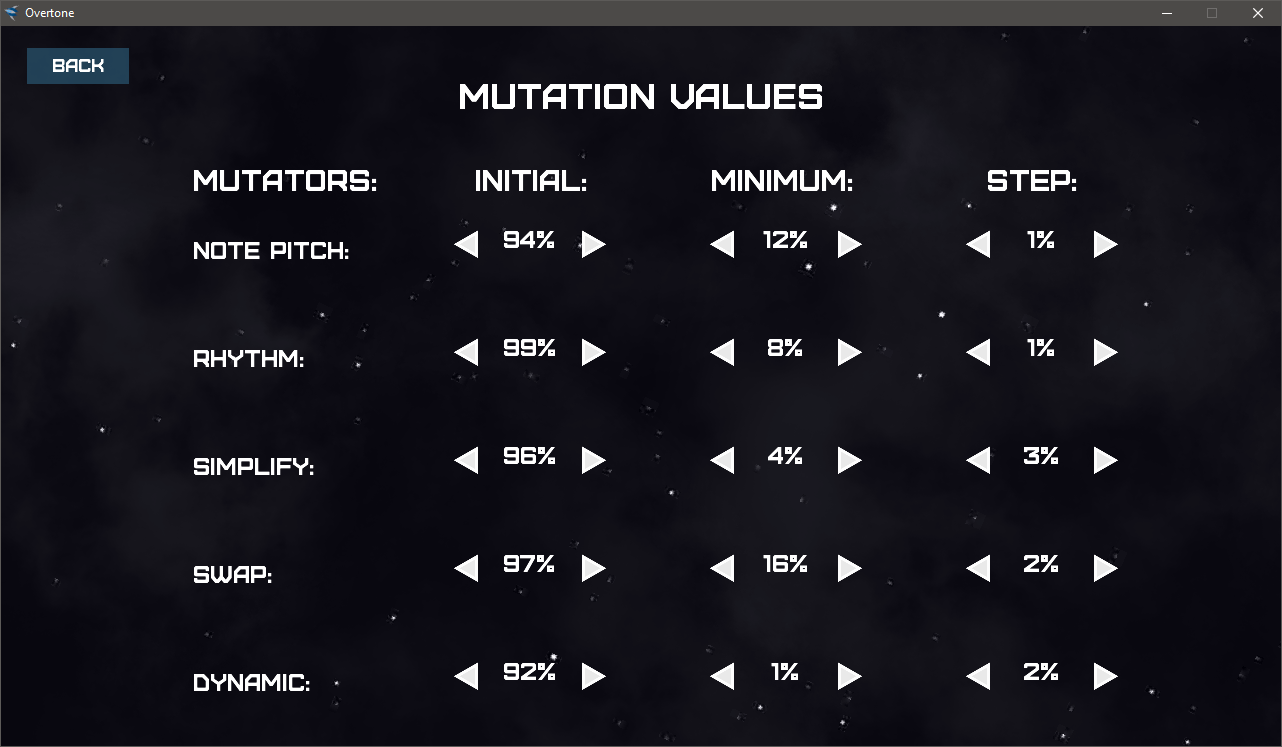 Overtone
BACK
MUTATION VALUES
MUTATORS: INITIAL: MINIMUM: STEP:
NOTE PITCH: 94% 12% 1%
RHYTHM: 99% 8% 1%
SIMPLIFY: 96% 4% 3%
SWAP: 97% 16% 2%
DYNAMIC: 92% 1% 2%